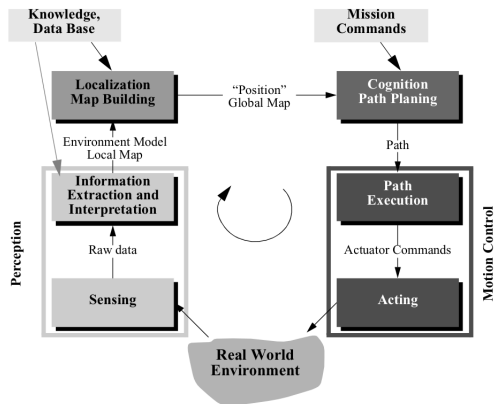 Knowledge,
Data Base
Mission
Commands
Localization
Map Building
“Position”
Global Map
Cognition
Path Planing
Environment Model
Local Map
Path
Information
Extraction and
Interpretation
Path
Execution
Perception
Raw data
Actuator Commands
Motion Control
Sensing
Acting
Real World
Environment